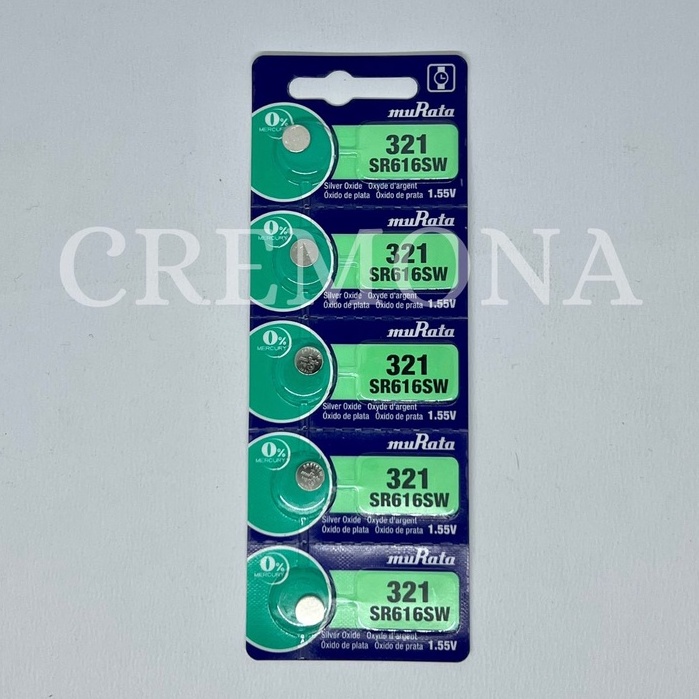 0%
MERCURY
muRata
321
SR616SW
Silver Oxide Oxyde d'argent
Óxido de plata Óxido de prata 1.55V
0%
MERCURY
muRata
321
SR616SW
Silver Oxide Oxyde d'argent
Óxido de plata Óxido de prata 1.55V
CREMONA
0%
MERCURY
muRata
321
SR616SW
Silver Oxide Oxyde d'argent
Óxido de plata Óxido de prata 1.55V
0%
MERCURY
muRata
321
SR616SW
Silver Oxide Oxyde d'argent
Óxido de plata Óxido de prata 1.55V
0%
MERCURY
muRata
321
SR616SW
Silver Oxide Oxyde d'argent
Óxido de plata Óxido de prata 1.55V